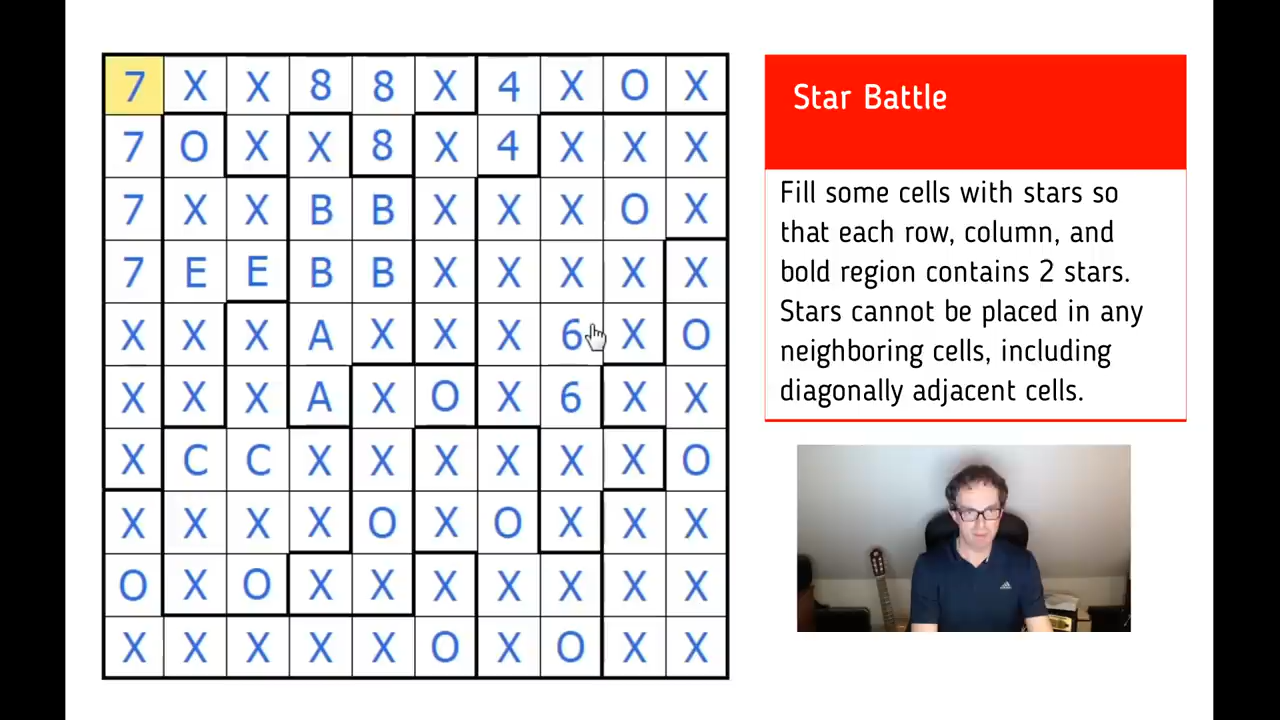 7 X X 8 8 X 4 X O X
Star Battle
7 O X X 8 X 4 X X X
Fill some cells with stars so
7 X X B B X X X O X
that each row, column, and
bold region contains 2 stars.
7 E E B B X X X X X
Stars cannot be placed in any
X X X A X X X 6 X O
neighboring cells, including
diagonally adjacent cells.
X X X A X O X 6 X X
X C C X X X X X X O
X X X X O X O X X X
O X O X X X X X X X
X X X X X O X O X X